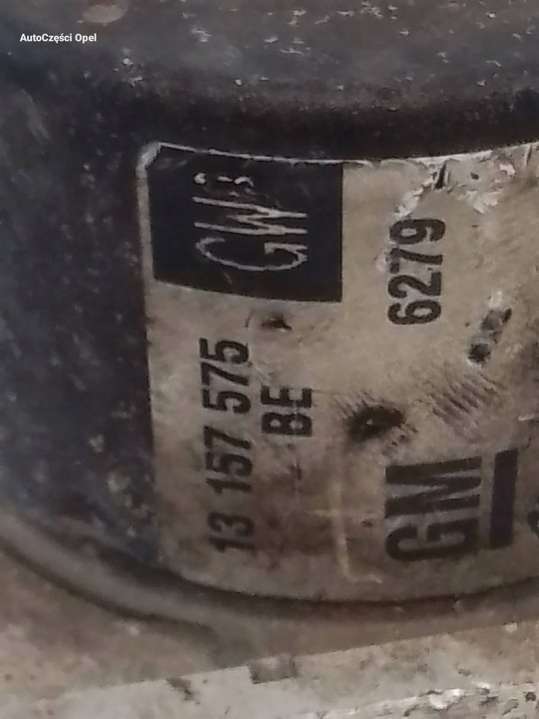 AutoCzęści Opel
GW
6279
13 157 575
BE
GM